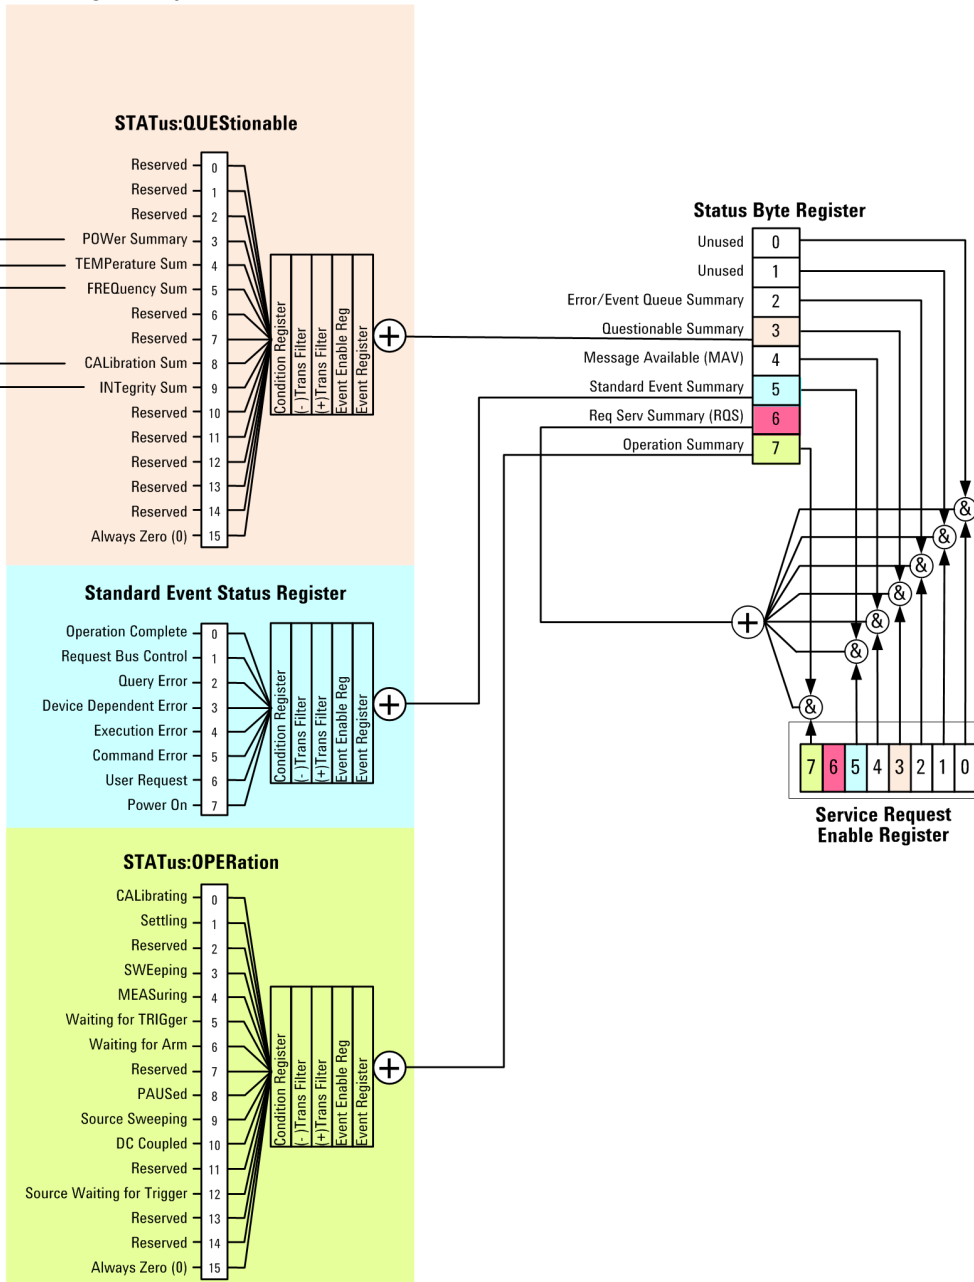 STATus:QUEStionable
Reserved 0
Reserved 1
Reserved 2
POWer Summary 3
TEMPerature Sum 4
FREQuency Sum 5
Reserved 6
Reserved 7
CALibration Sum 8
INTegrity Sum 9
Reserved 10
Reserved 11
Reserved 12
Reserved 13
Reserved 14
Always Zero (0) 15
Condition Register
(-)Trans Filter
(+)Trans Filter
Event Enable Reg
Event Register
+
Standard Event Status Register
Operation Complete 0
Request Bus Control 1
Query Error 2
Device Dependent Error 3
Execution Error 4
Command Error 5
User Request 6
Power On 7
Condition Register
(-)Trans Filter
(+)Trans Filter
Event Enable Reg
Event Register
+
STATus:OPERation
CALibrating 0
Settling 1
Reserved 2
SWEeping 3
MEASuring 4
Waiting for TRIGger 5
Waiting for Arm 6
Reserved 7
PAUSed 8
Source Sweeping 9
DC Coupled 10
Reserved 11
Source Waiting for Trigger 12
Reserved 13
Reserved 14
Always Zero (0) 15
Condition Register
(-)Trans Filter
(+)Trans Filter
Event Enable Reg
Event Register
+
Status Byte Register
Unused 0
Unused 1
Error/Event Queue Summary 2
Questionable Summary 3
Message Available (MAV) 4
Standard Event Summary 5
Req Serv Summary (RQS) 6
Operation Summary 7
&
&
&
&
&
&
&
+
7 6 5 4 3 2 1 0
Service Request
Enable Register